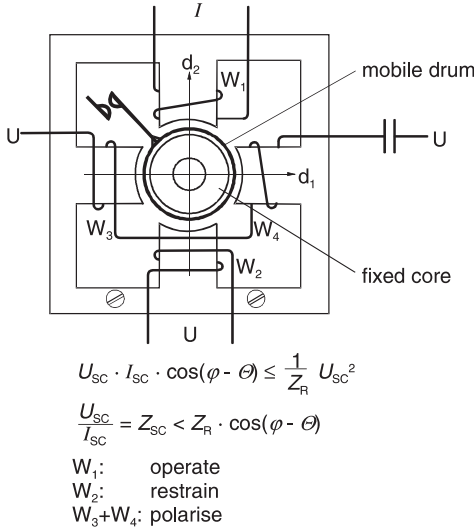 I
d₂
W₁
mobile drum
U
U
d₁
W₃
W₄
W₂
fixed core
U
U_SC · I_SC · cos(φ - Θ) ≤ 1/Z_R U_SC²
U_SC/I_SC = Z_SC < Z_R · cos(φ - Θ)
W₁: operate
W₂: restrain
W₃+W₄: polarise